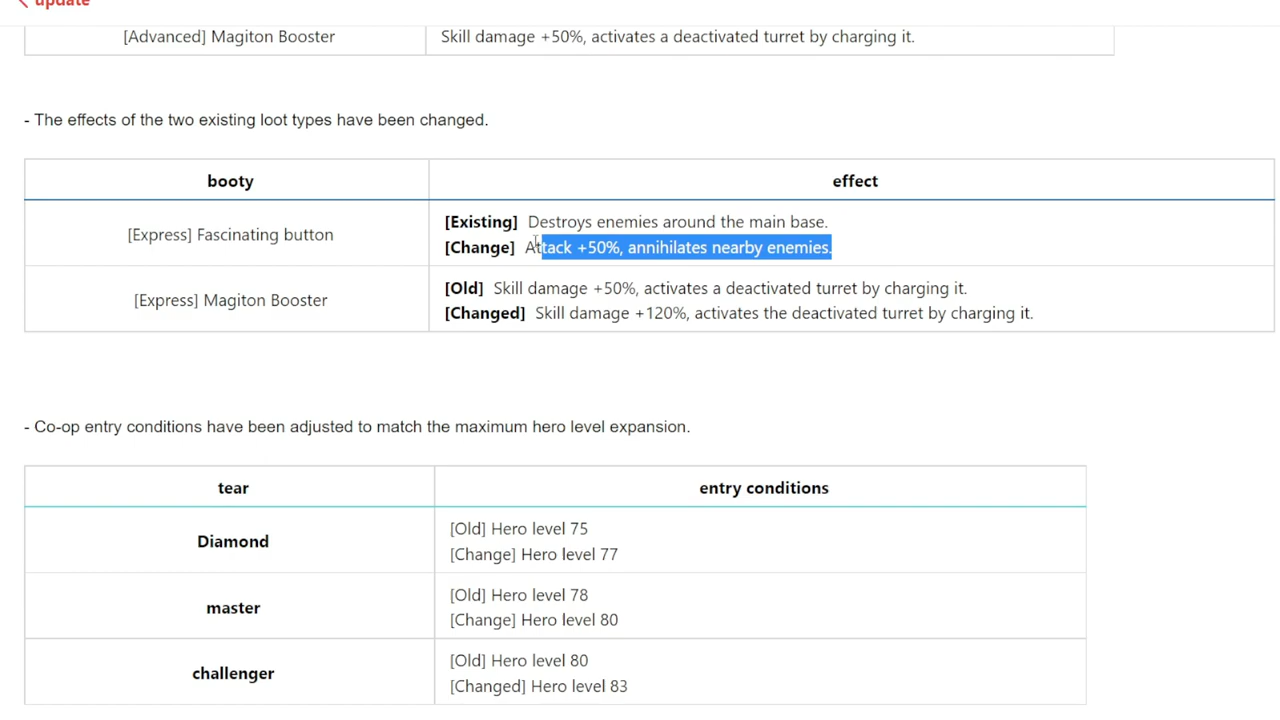 update
[Advanced] Magiton Booster
Skill damage +50%, activates a deactivated turret by charging it.
- The effects of the two existing loot types have been changed.
booty
effect
[Express] Fascinating button
[Existing] Destroys enemies around the main base.
[Change] Attack +50%, annihilates nearby enemies.
[Express] Magiton Booster
[Old] Skill damage +50%, activates a deactivated turret by charging it.
[Changed] Skill damage +120%, activates the deactivated turret by charging it.
- Co-op entry conditions have been adjusted to match the maximum hero level expansion.
tear
entry conditions
Diamond
[Old] Hero level 75
[Change] Hero level 77
master
[Old] Hero level 78
[Change] Hero level 80
challenger
[Old] Hero level 80
[Changed] Hero level 83